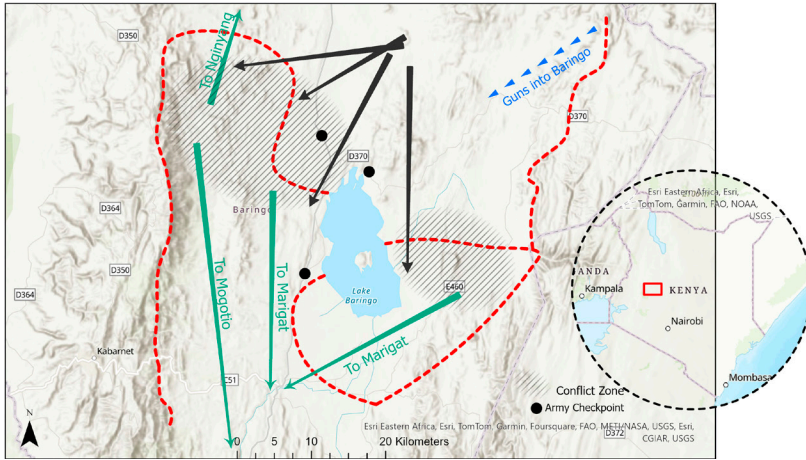 D350
To Nginyang
Guns into Baringo
D370
D370
Esri Eastern Africa, Esri,
TomTom, Garmin, FAO, NOAA,
USGS
D364
Baringo
D350
To Mogotio
To Marigat
Lake
Baringo
E460
ANDA
Kampala
KENYA
D364
Nairobi
To Marigat
Kabarnet
C51
Mombasa
Conflict Zone
Army Checkpoint
N
Esri Eastern Africa, Esri, TomTom, Garmin, Foursquare, FAO, METI/NASA, USGS, Esri,
CGIAR, USGS
0 5 10 20 Kilometers
D372